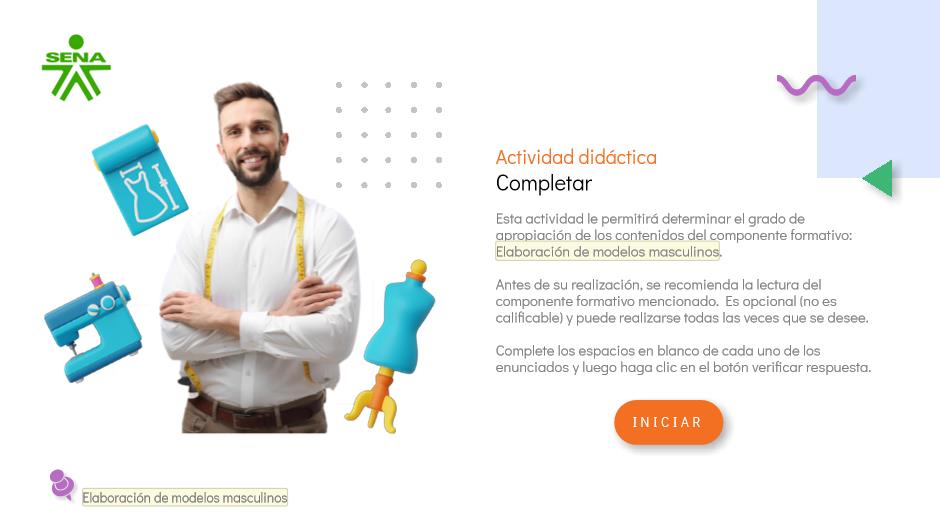 SENA
Actividad didáctica
Completar
Esta actividad le permitirá determinar el grado de
apropiación de los contenidos del componente formativo:
Elaboración de modelos masculinos.
Antes de su realización, se recomienda la lectura del
componente formativo mencionado. Es opcional (no es
calificable) y puede realizarse todas las veces que se desee.
Complete los espacios en blanco de cada uno de los
enunciados y luego haga clic en el botón verificar respuesta.
INICIAR
Elaboración de modelos masculinos